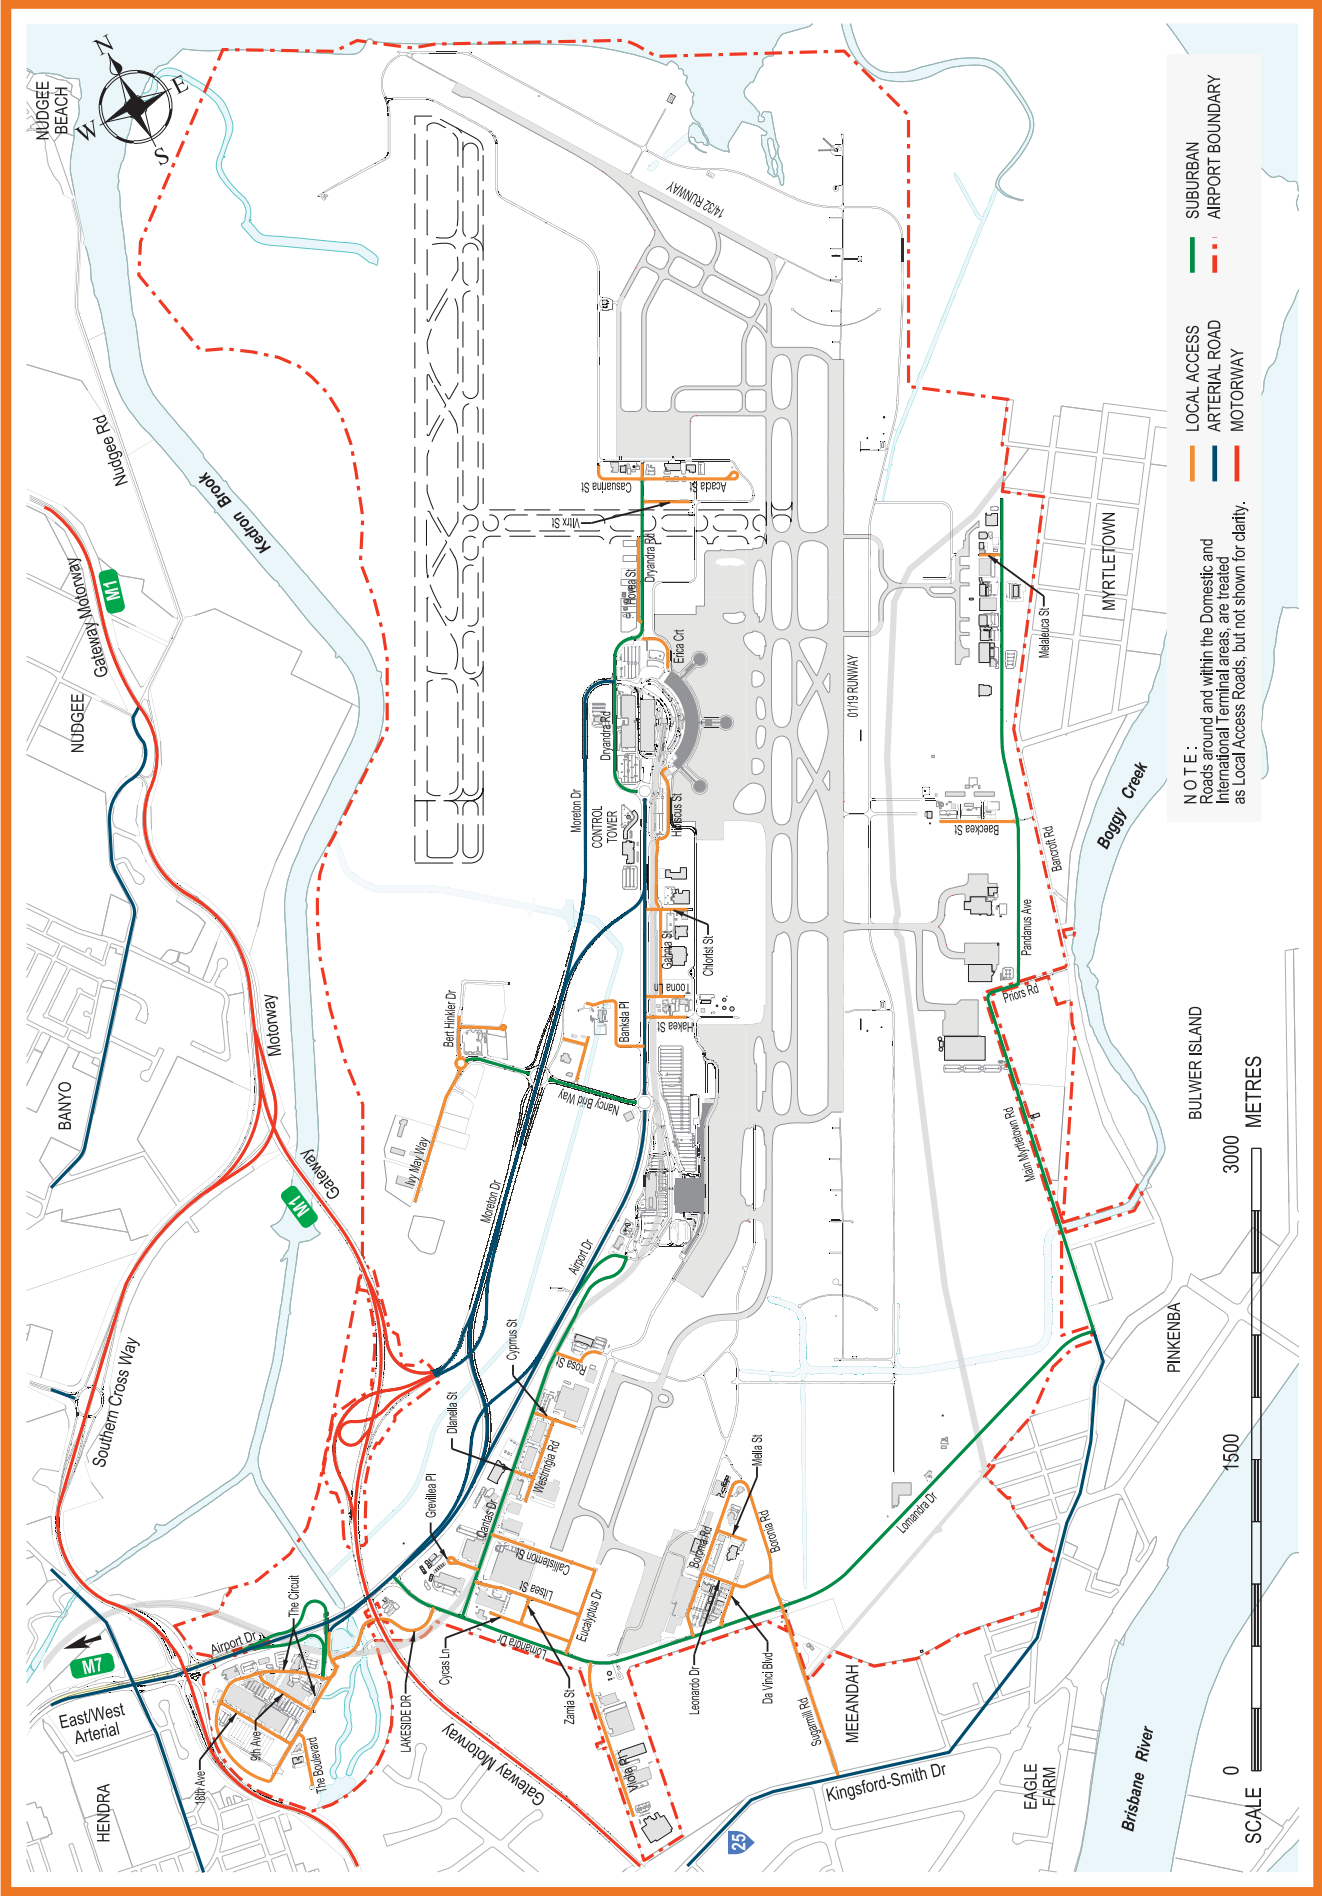 NUDGEE
BEACH
N
E
S
W
Nudgee Rd
Kedron Brook
Gateway Motorway
M1
NUDGEE
BANYO
Motorway
Gateway
M1
Southern Cross Way
14/32 RUNWAY
01/19 RUNWAY
Casuarina St
Acacia St
Vitrx St
Dryandra Rd
Hovea St
Erica Crt
Dryandra Rd
Moreton Dr
CONTROL
TOWER
Hibiscus St
Chlorist St
Toona Ln
Hakea St
Banksia Pl
Bert Hinkler Dr
Nancy Bird Way
Ivy May Way
Moreton Dr
Airport Dr
Rosa St
Cyprrus St
Dianella St
Westringia Rd
Grevillea Pl
Qantas Dr
Callistemon St
Litsea St
Eucalyptus Dr
Cycas Ln
Lomandra Dr
Zamia St
Viola Pl
LAKESIDE DR
The Circuit
Airport Dr
M7
East/West
Arterial
18th Ave
9th Ave
The Boulevard
HENDRA
Gateway Motorway
25
Melia St
Boronia Rd
Boronia Rd
Leonardo Dr
Da Vinci Blvd
Sugarmill Rd
MEEANDAH
Lomandra Dr
Kingsford-Smith Dr
EAGLE
FARM
Brisbane River
PINKENBA
Main Myrtletown Rd
Priors Rd
Pandanus Ave
Bancroft Rd
Baeckea St
Melaleuca St
MYRTLETOWN
Boggy Creek
BULWER ISLAND
NOTE:
Roads around and within the Domestic and
International Terminal areas, are treated
as Local Access Roads, but not shown for clarity.
LOCAL ACCESS
ARTERIAL ROAD
MOTORWAY
SUBURBAN
AIRPORT BOUNDARY
SCALE
0
1500
3000
METRES